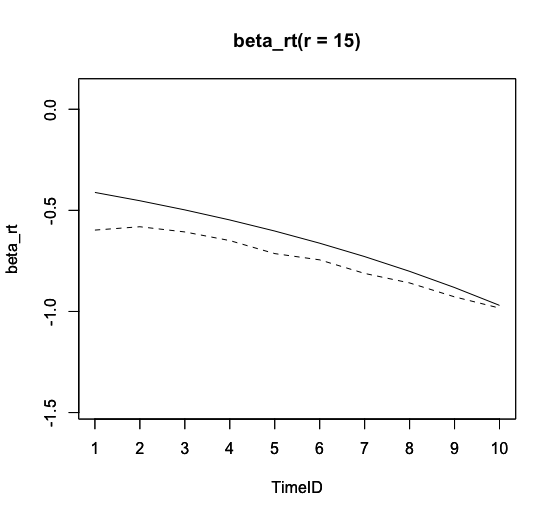 beta_rt(r = 15)
0.0
-0.5
-1.0
-1.5
beta_rt
1 2 3 4 5 6 7 8 9 10
TimeID